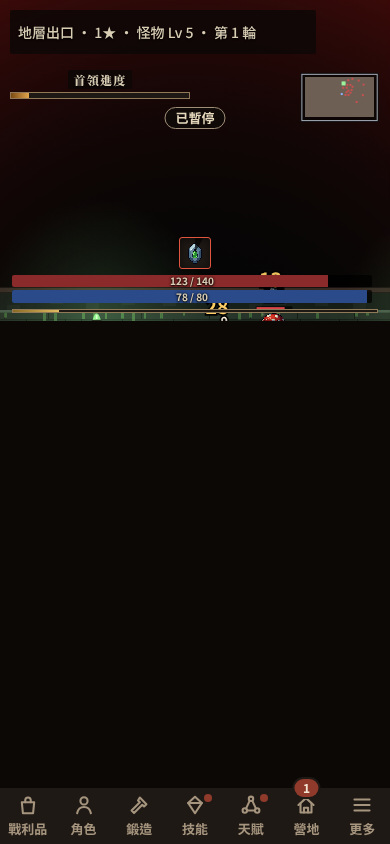 地層出口 · 1★ · 怪物 Lv 5 · 第 1 輪
首領進度
已暫停
123 / 140
78 / 80
1
戰利品 角色 鍛造 技能 天賦 營地 更多